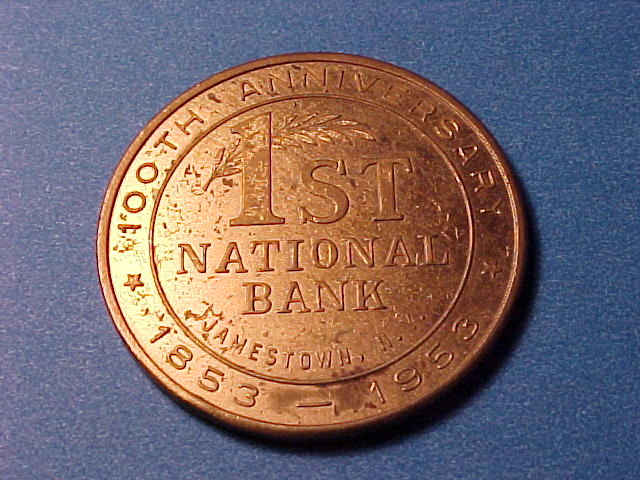 100TH ANNIVERSARY
1ST
NATIONAL
BANK
JAMESTOWN, N.
1853 — 1953